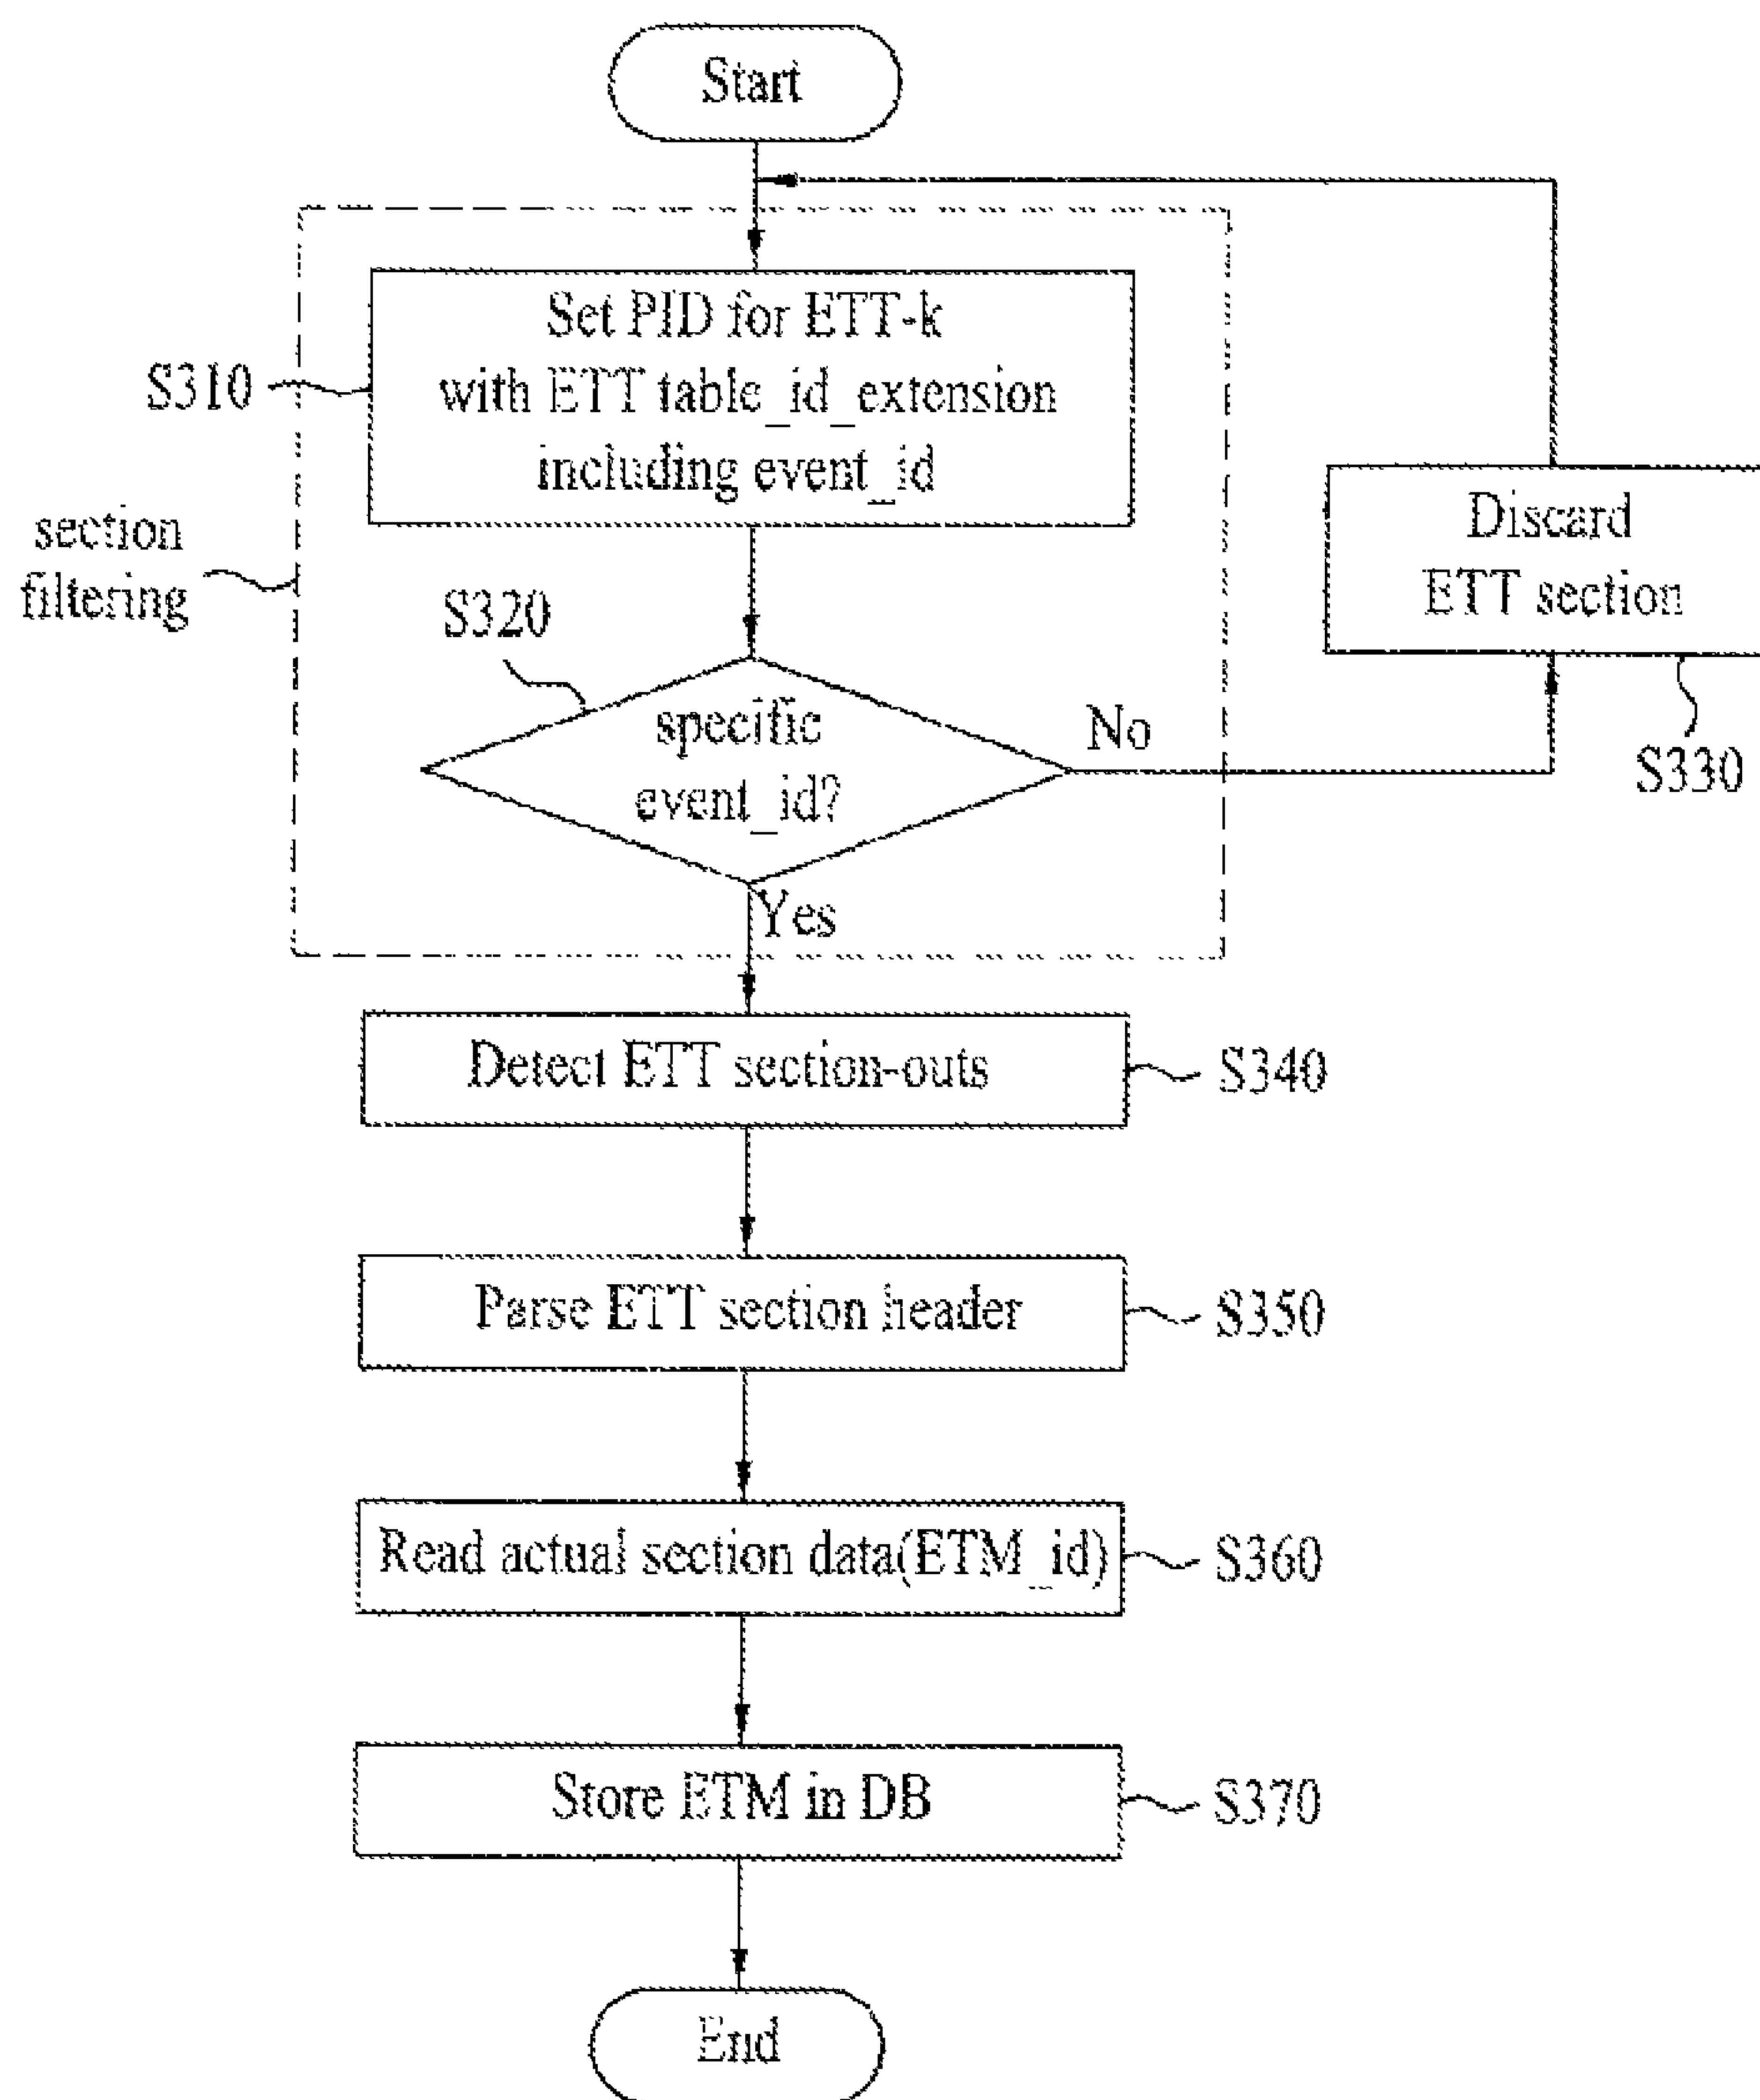 Start
Set PID for ETT-k
with ETT table_id_extension
including event_id
S310
section
filtering
Discard
ETT section
S330
S320
specific
event_id?
No
Yes
Detect ETT section-outs
S340
Parse ETT section header
S350
Read actual section data(ETM_id)
S360
Store ETM in DB
S370
End